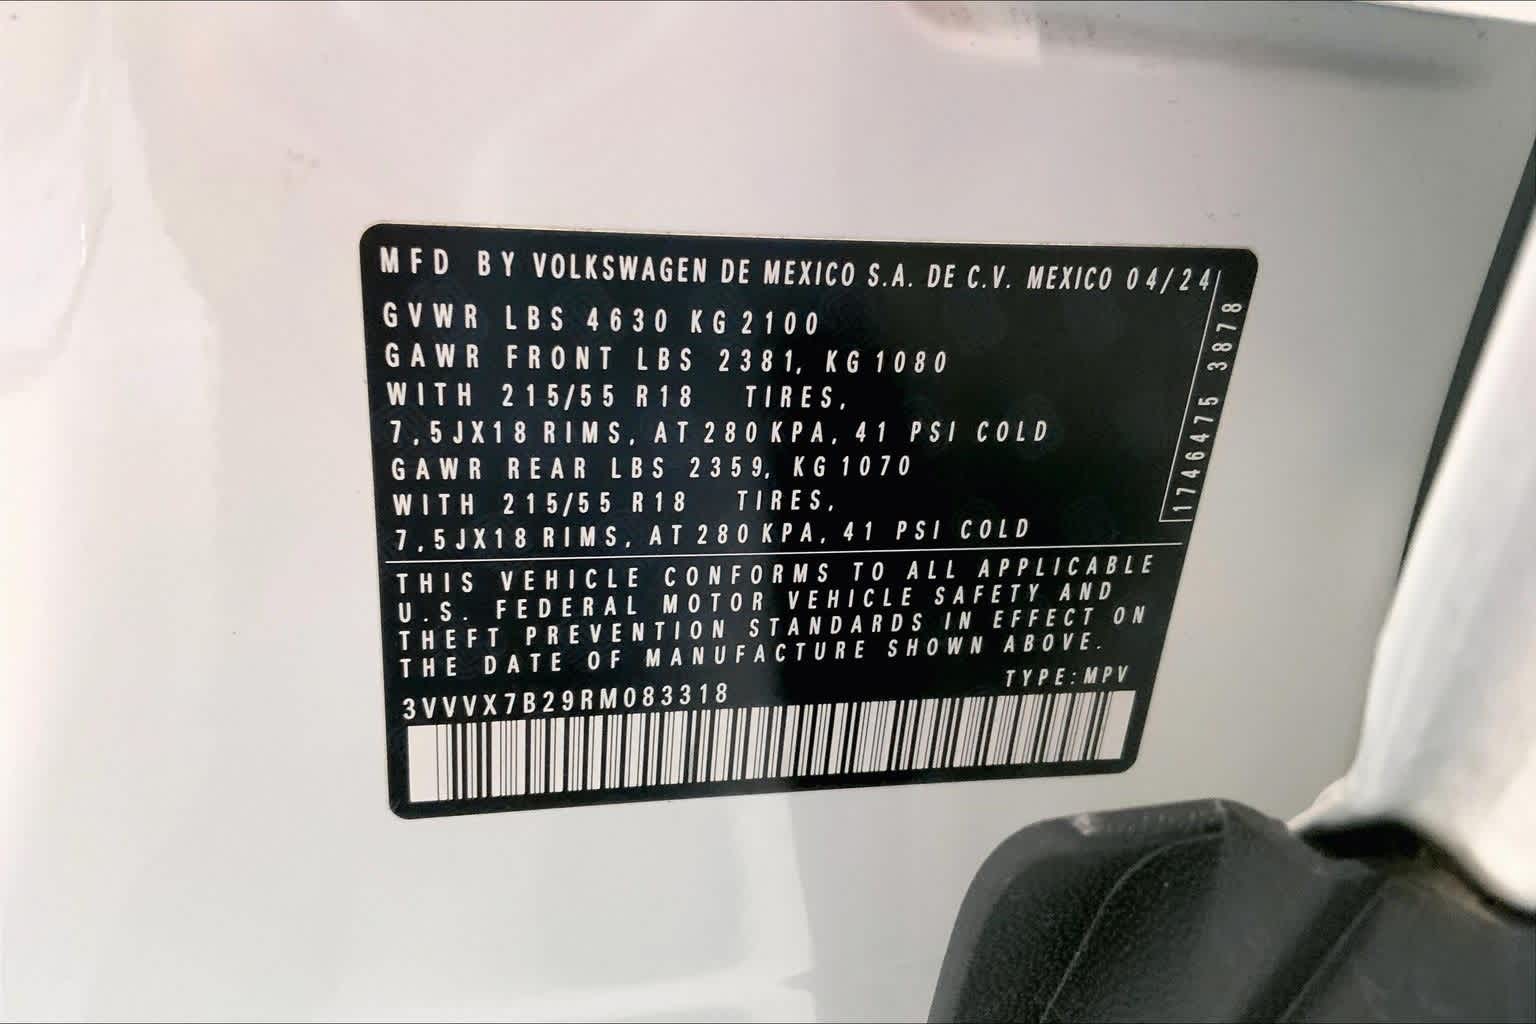 MFD BY VOLKSWAGEN DE MEXICO S.A. DE C.V. MEXICO 04/24
GVWR LBS 4630 KG 2100
GAWR FRONT LBS 2381, KG 1080
WITH 215/55 R18 TIRES,
7,5JX18 RIMS, AT 280 KPA, 41 PSI COLD
GAWR REAR LBS 2359, KG 1070
WITH 215/55 R18 TIRES,
7,5JX18 RIMS, AT 280 KPA, 41 PSI COLD
1746475 3878
THIS VEHICLE CONFORMS TO ALL APPLICABLE
U.S. FEDERAL MOTOR VEHICLE SAFETY AND
THEFT PREVENTION STANDARDS IN EFFECT ON
THE DATE OF MANUFACTURE SHOWN ABOVE.
TYPE: MPV
3VVVX7B29RM083318